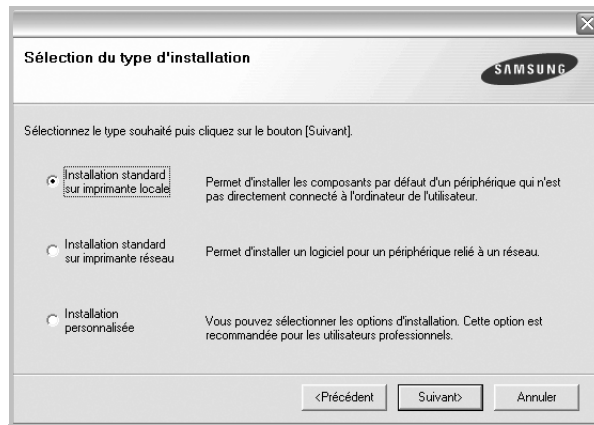 Sélection du type d'installation
SAMSUNG
Sélectionnez le type souhaité puis cliquez sur le bouton [Suivant].
Installation standard
sur imprimante locale
Permet d'installer les composants par défaut d'un périphérique qui n'est
pas directement connecté à l'ordinateur de l'utilisateur.
Installation standard
sur imprimante réseau
Permet d'installer un logiciel pour un périphérique relié à un réseau.
Installation
personnalisée
Vous pouvez sélectionner les options d'installation. Cette option est
recommandée pour les utilisateurs professionnels.
<Précédent
Suivant>
Annuler